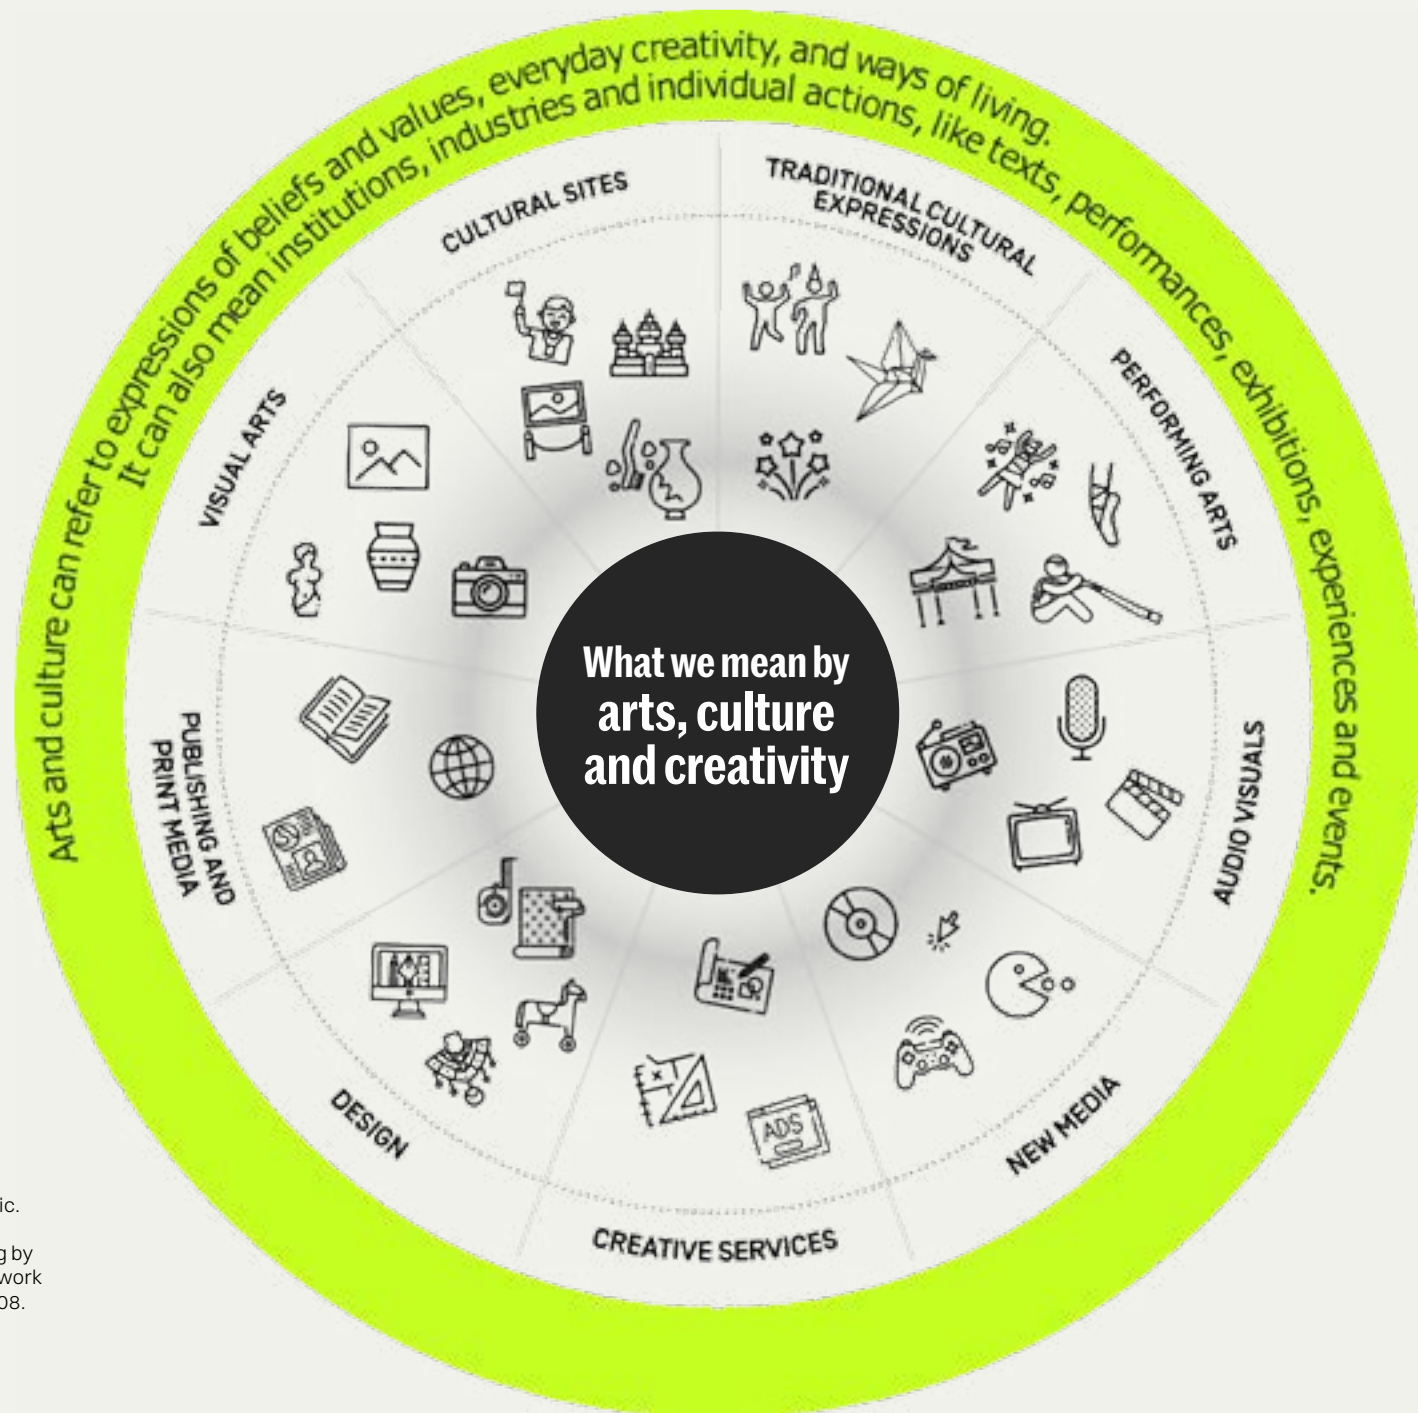 Arts and culture can refer to expressions of beliefs and values, everyday creativity, and ways of living.
It can also mean institutions, industries and individual actions, like texts, performances, exhibitions, experiences and events.
CULTURAL SITES
TRADITIONAL CULTURAL
EXPRESSIONS
PERFORMING ARTS
AUDIO VISUALS
NEW MEDIA
CREATIVE SERVICES
DESIGN
PUBLISHING AND
PRINT MEDIA
VISUAL ARTS
What we mean by
arts, culture
and creativity
ADS
ic.
g by
work
08.